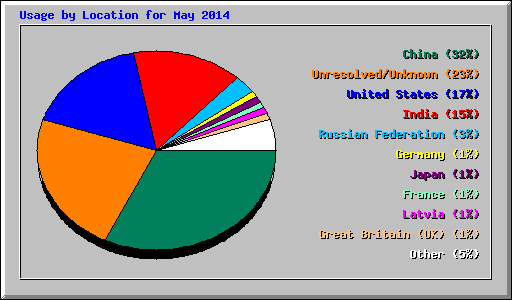 Usage by Location for May 2014
China (32%)
Unresolved/Unknown (23%)
United States (17%)
India (15%)
Russian Federation (3%)
Germany (1%)
Japan (1%)
France (1%)
Latvia (1%)
Great Britain (UK) (1%)
Other (5%)